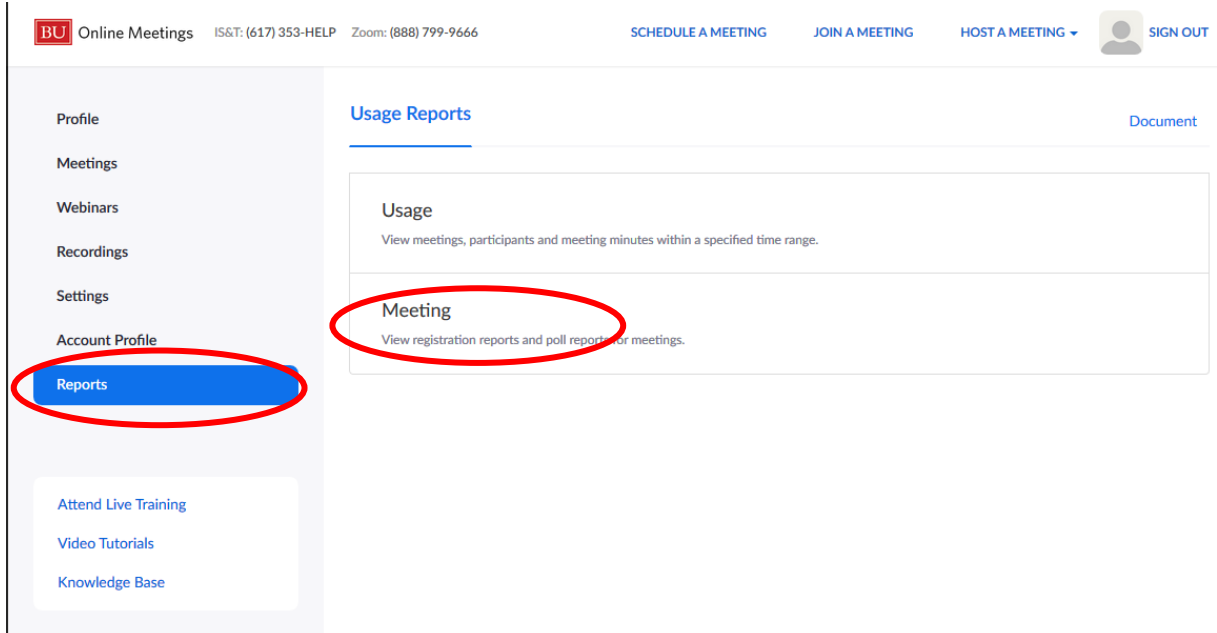 BU Online Meetings IS&T: (617) 353-HELP Zoom: (888) 799-9666 SCHEDULE A MEETING JOIN A MEETING HOST A MEETING SIGN OUT
Profile
Meetings
Webinars
Recordings
Settings
Account Profile
Reports
Attend Live Training
Video Tutorials
Knowledge Base
Usage Reports
Document
Usage
View meetings, participants and meeting minutes within a specified time range.
Meeting
View registration reports and poll reports for meetings.